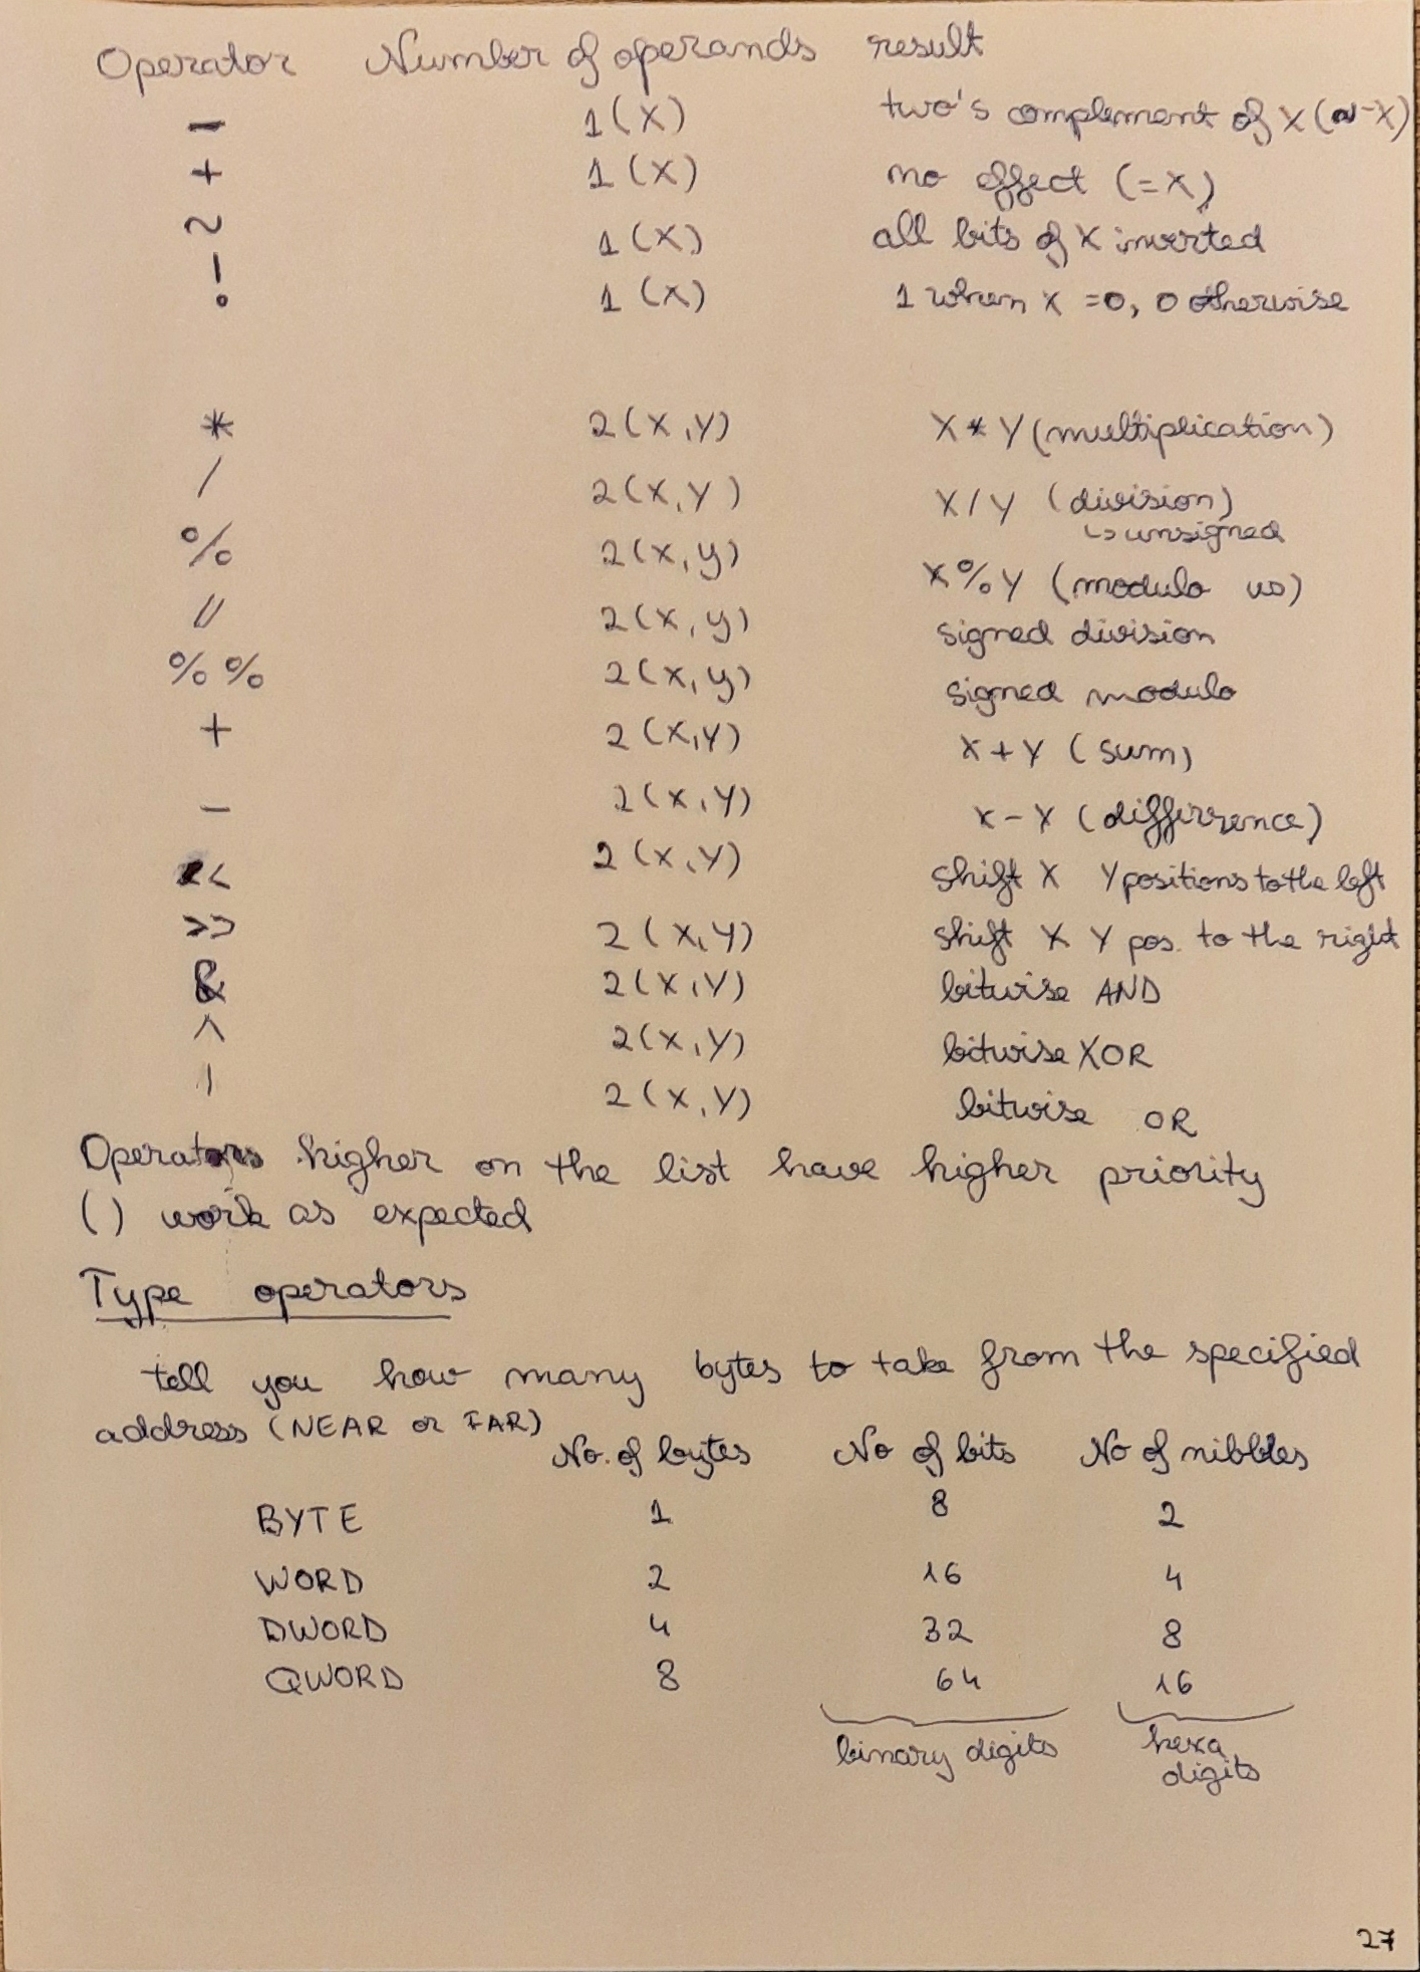 Operator Number of operands result
- 1(X) two's complement of X (~-X)
+ 1(X) no effect (=X)
~ 1(X) all bits of X inverted
! 1(X) 1 when X =0, 0 otherwise
* 2(X,Y) X * Y (multiplication)
/ 2(X,Y) X/Y (division)
↳ unsigned
% 2(X,y) X%Y (modulo us)
// 2(X,y) signed division
%% 2(X,y) signed modulo
+ 2(X,Y) X+Y (sum)
- 2(X,Y) X-X (difference)
<< 2(X,Y) shift X Y positions to the left
>> 2(X,Y) shift X Y pos. to the right
& 2(X,Y) bitwise AND
^ 2(X,Y) bitwise XOR
| 2(X,Y) bitwise OR
Operators higher on the list have higher priority
() work as expected
Type operators
tell you how many bytes to take from the specified
address (NEAR or FAR)
No. of bytes No of bits No of nibbles
BYTE 1 8 2
WORD 2 16 4
DWORD 4 32 8
QWORD 8 64 16
binary digits hexa
digits
27